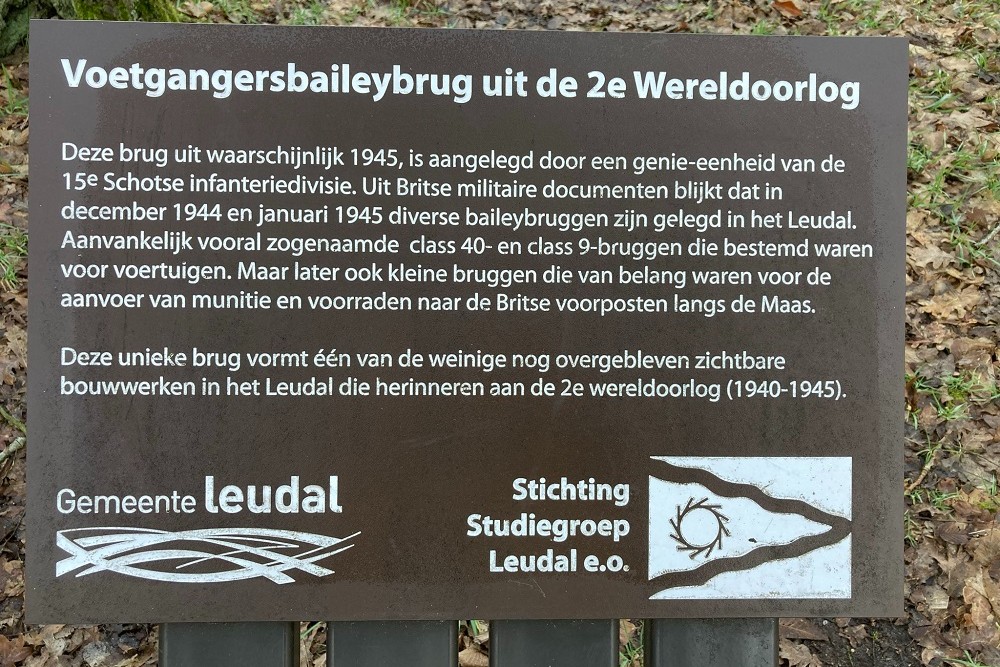 Voetgangersbaileybrug uit de 2e Wereldoorlog
Deze brug uit waarschijnlijk 1945, is aangelegd door een genie-eenheid van de
15e Schotse infanteriedivisie. Uit Britse militaire documenten blijkt dat in
december 1944 en januari 1945 diverse baileybruggen zijn gelegd in het Leudal.
Aanvankelijk vooral zogenaamde class 40- en class 9-bruggen die bestemd waren
voor voertuigen. Maar later ook kleine bruggen die van belang waren voor de
aanvoer van munitie en voorraden naar de Britse voorposten langs de Maas.
Deze unieke brug vormt één van de weinige nog overgebleven zichtbare
bouwwerken in het Leudal die herinneren aan de 2e wereldoorlog (1940-1945).
Gemeente leudal
Stichting
Studiegroep
Leudal e.o.